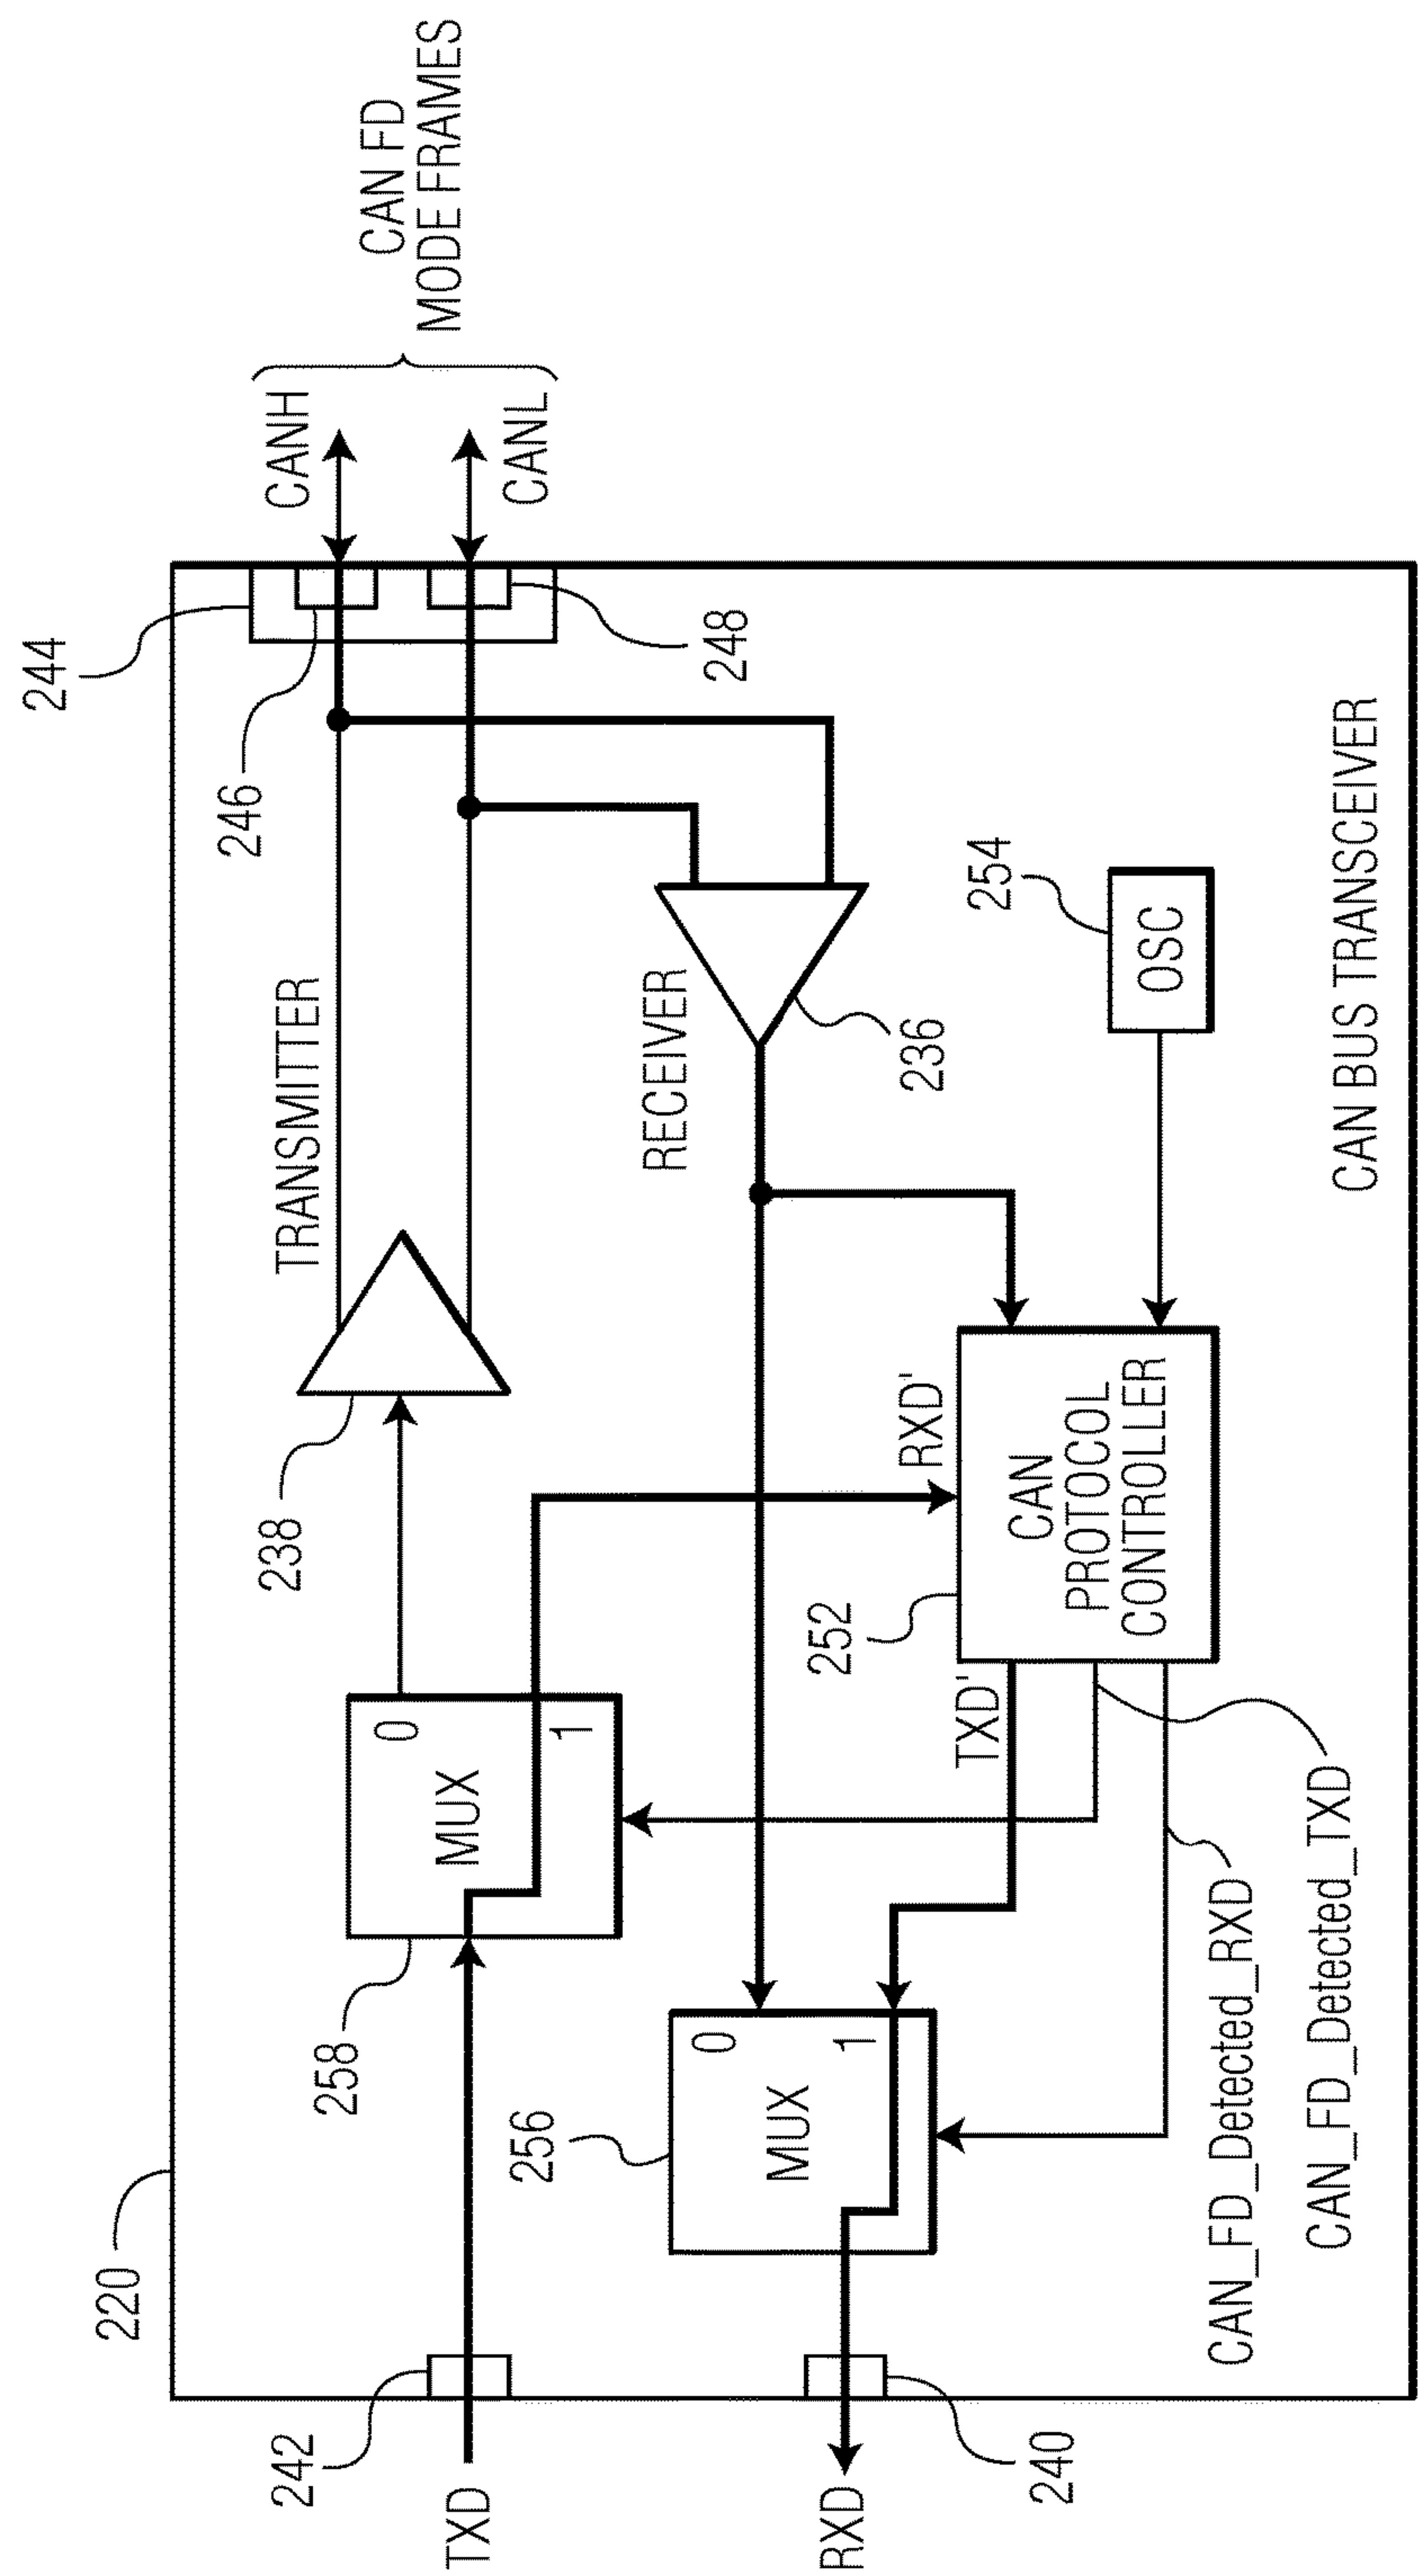 220
242
TXD
258
MUX
0
1
238
TRANSMITTER
244
246
248
CANH
CANL
CAN FD
MODE FRAMES
RXD
240
256
MUX
0
1
RECEIVER
236
RXD'
TXD'
252
CAN
PROTOCOL
CONTROLLER
254
OSC
CAN_FD_Detected_RXD
CAN_FD_Detected_TXD
CAN BUS TRANSCEIVER